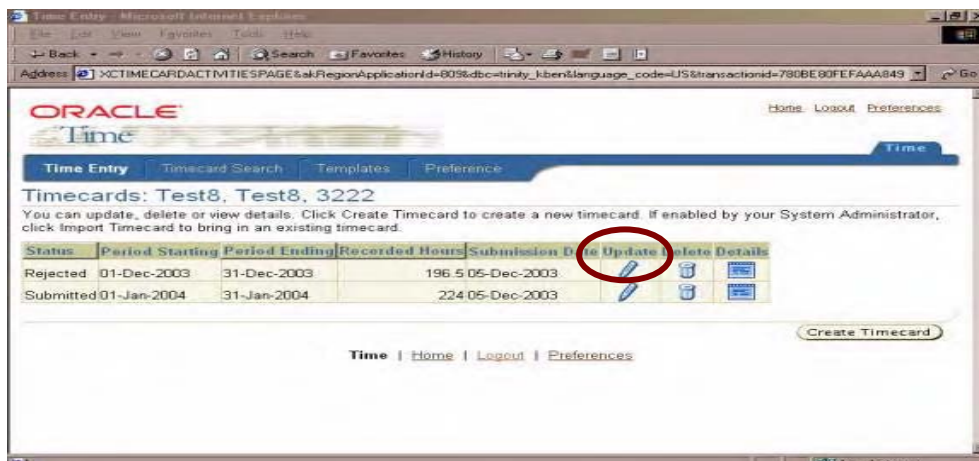 Time Entry - Microsoft Internet Explorer
File Edit View Favorites Tools Help
Back Search Favorites History
Address XCTIMECARDACTIVITIESPAGE&akRegionApplicationId=809&dbc=trinity_kben&language_code=US&transactionid=780BE80FEFAAA849 Go
ORACLE Home Logout Preferences
Time
Time
Time Entry Timecard Search Templates Preference
Timecards: Test8, Test8, 3222
You can update, delete or view details. Click Create Timecard to create a new timecard. If enabled by your System Administrator,
click Import Timecard to bring in an existing timecard.
Status Period Starting Period Ending Recorded Hours Submission Date Update Delete Details
Rejected 01-Dec-2003 31-Dec-2003 196.5 05-Dec-2003
Submitted 01-Jan-2004 31-Jan-2004 224 05-Dec-2003
Create Timecard
Time | Home | Logout | Preferences